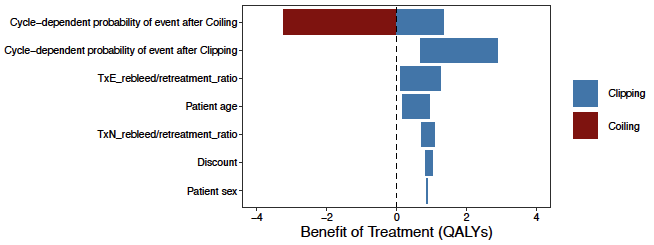 Cycle−dependent probability of event after Coiling
Cycle−dependent probability of event after Clipping
TxE_rebleed/retreatment_ratio
Patient age
TxN_rebleed/retreatment_ratio
Discount
Patient sex
Clipping
Coiling
−4 −2 0 2 4
Benefit of Treatment (QALYs)